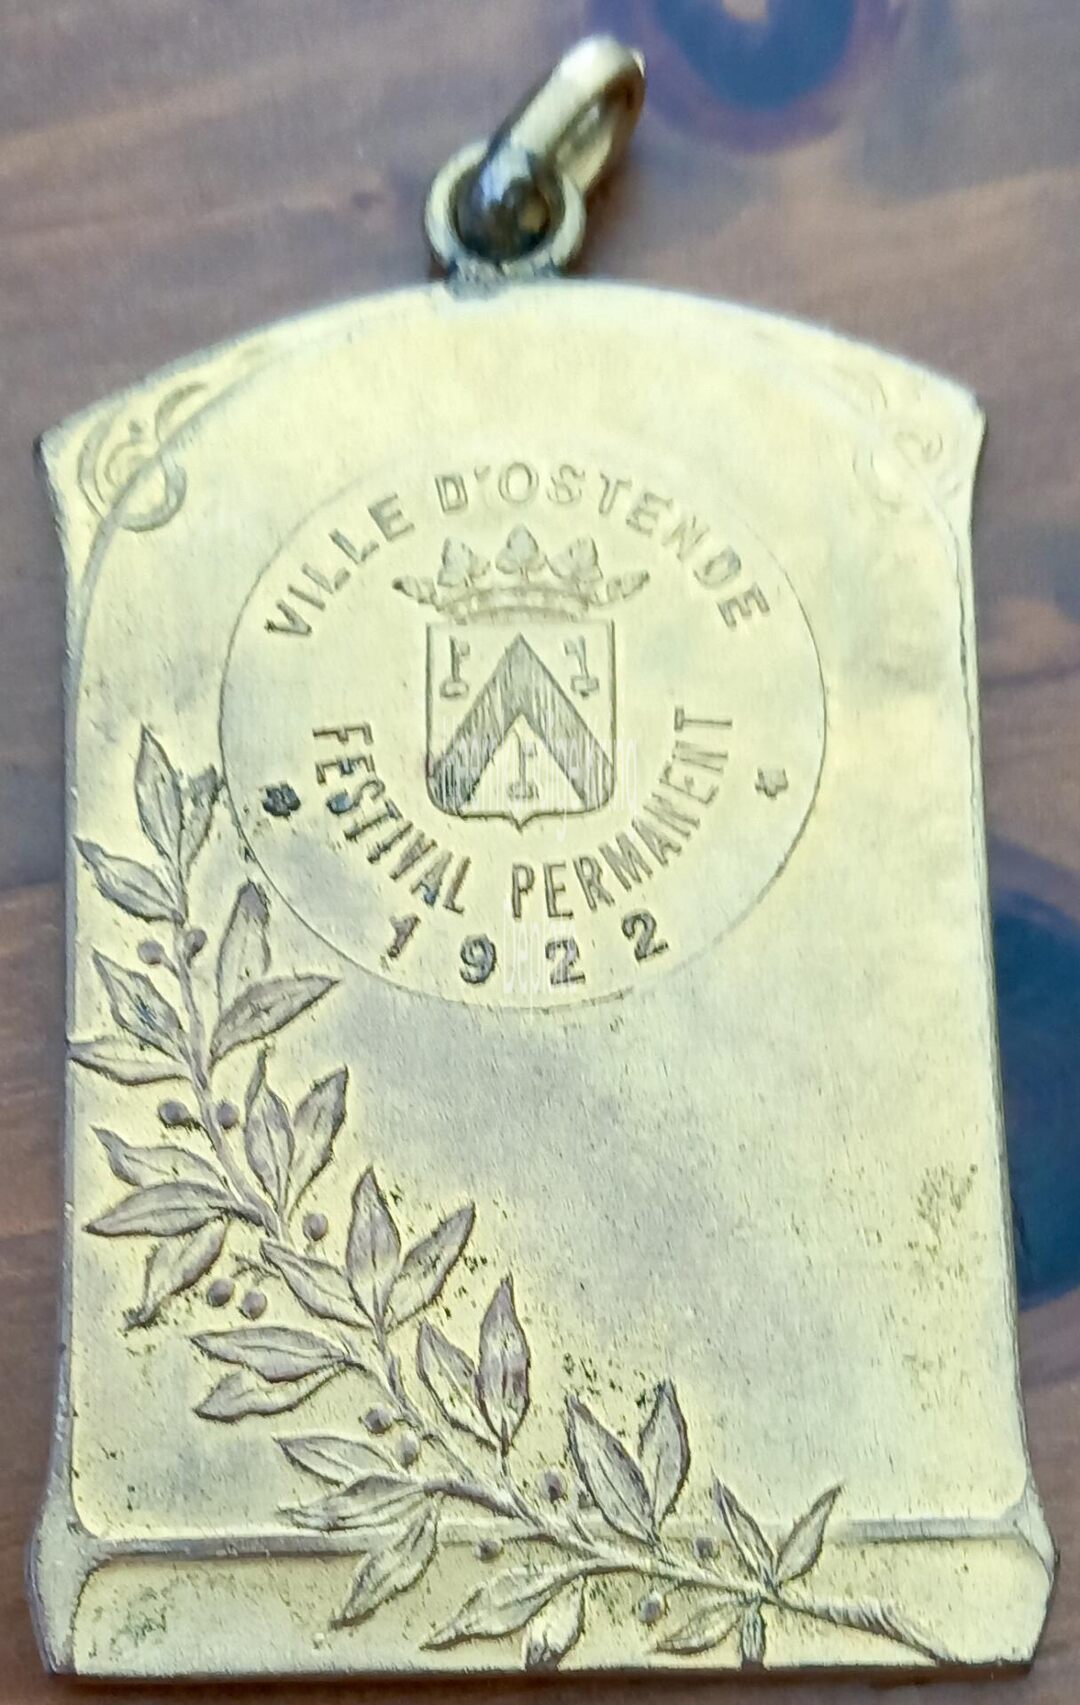 VILLE D'OSTENDE
FESTIVAL PERMANENT
1922